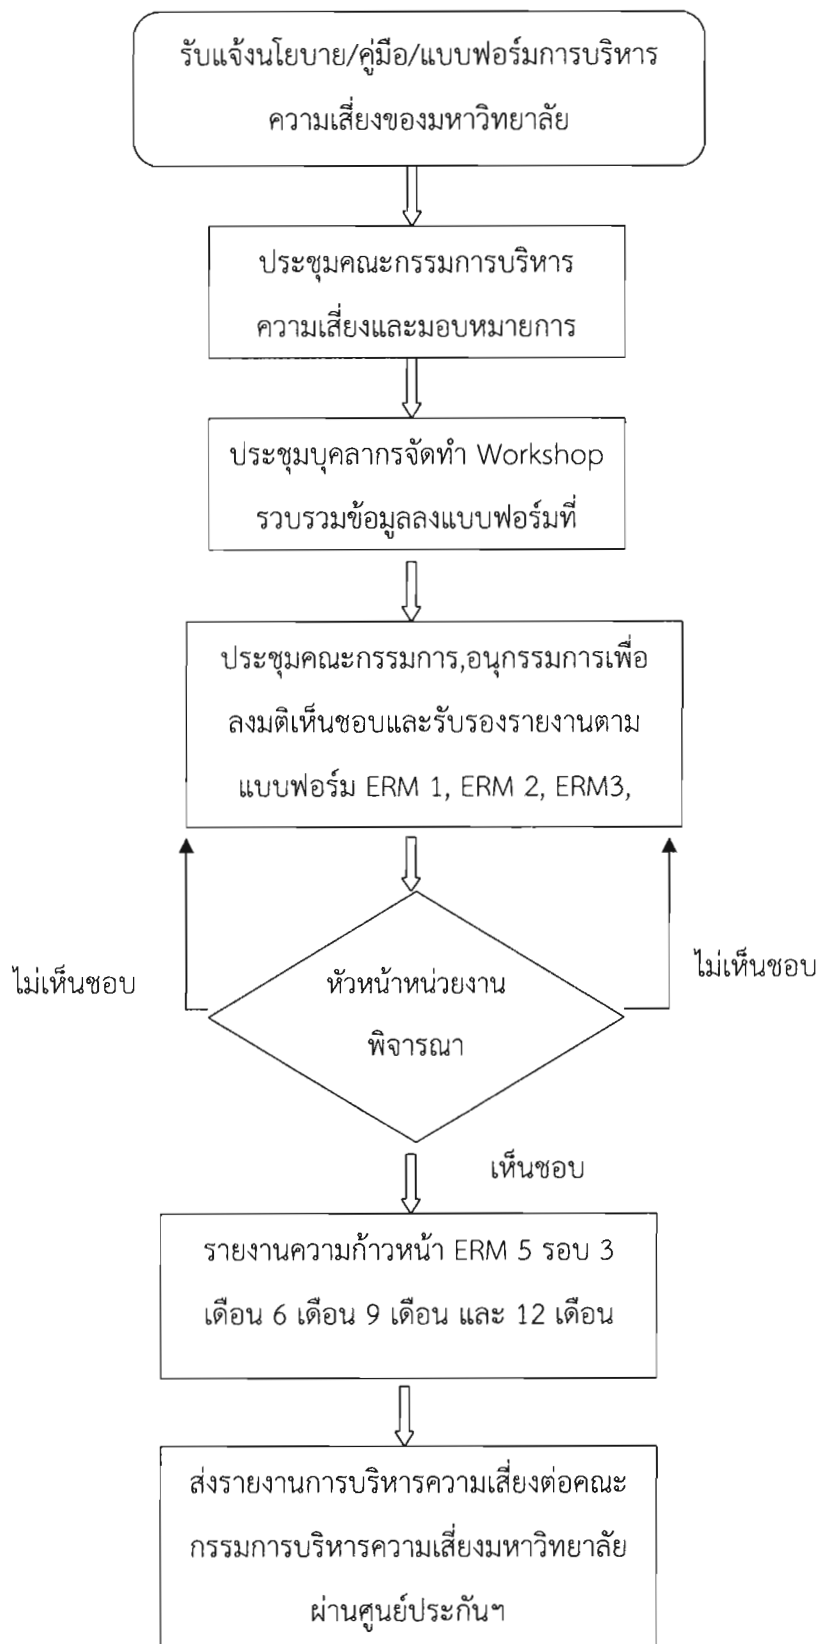 รับแจ้งนโยบาย/คู่มือ/แบบฟอร์มการบริหาร
ความเสี่ยงของมหาวิทยาลัย
ประชุมคณะกรรมการบริหาร
ความเสี่ยงและมอบหมายการ
ประชุมบุคลากรจัดทำ Workshop
รวบรวมข้อมูลลงแบบฟอร์มที่
ประชุมคณะกรรมการ,อนุกรรมการเพื่อ
ลงมติเห็นชอบและรับรองรายงานตาม
แบบฟอร์ม ERM 1, ERM 2, ERM3,
ไม่เห็นชอบ
หัวหน้าหน่วยงาน
พิจารณา
ไม่เห็นชอบ
เห็นชอบ
รายงานความก้าวหน้า ERM 5 รอบ 3
เดือน 6 เดือน 9 เดือน และ 12 เดือน
ส่งรายงานการบริหารความเสี่ยงต่อคณะ
กรรมการบริหารความเสี่ยงมหาวิทยาลัย
ผ่านศูนย์ประกันฯ